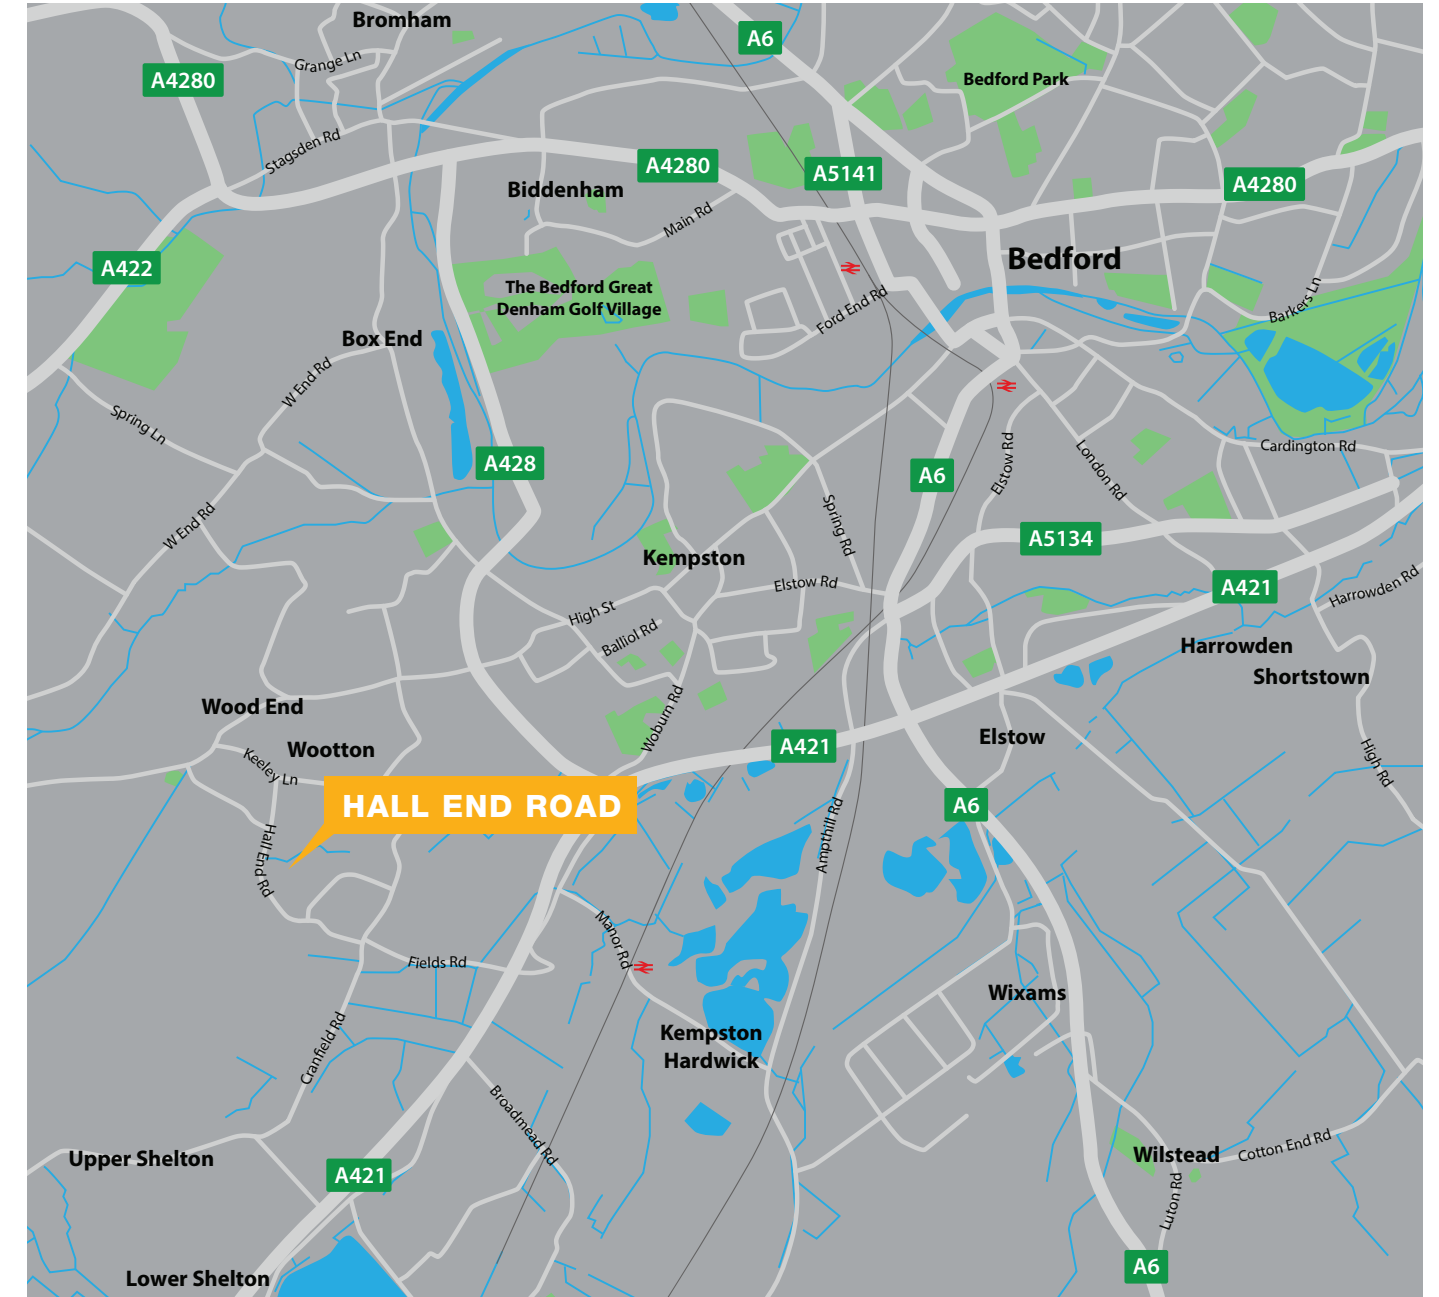 Bromham
A6
A4280
Grange Ln
Bedford Park
Stagsden Rd
A4280
A5141
A4280
Biddenham
Main Rd
Bedford
A422
The Bedford Great
Denham Golf Village
Barkers Ln
Ford End Rd
Box End
W End Rd
Spring Ln
Cardington Rd
A428
A6
Elstow Rd
London Rd
W End Rd
Spring Rd
A5134
Kempston
Elstow Rd
A421
Harrowden Rd
High St
Balliol Rd
Harrowden
Shortstown
Wood End
Woburn Rd
Elstow
Wootton
A421
Keeley Ln
High Rd
HALL END ROAD
A6
Ampthill Rd
Hall End Rd
Manor Rd
Fields Rd
Wixams
Kempston
Hardwick
Cranfield Rd
Broadmead Rd
Upper Shelton
Wilstead
Cotton End Rd
A421
Luton Rd
A6
Lower Shelton